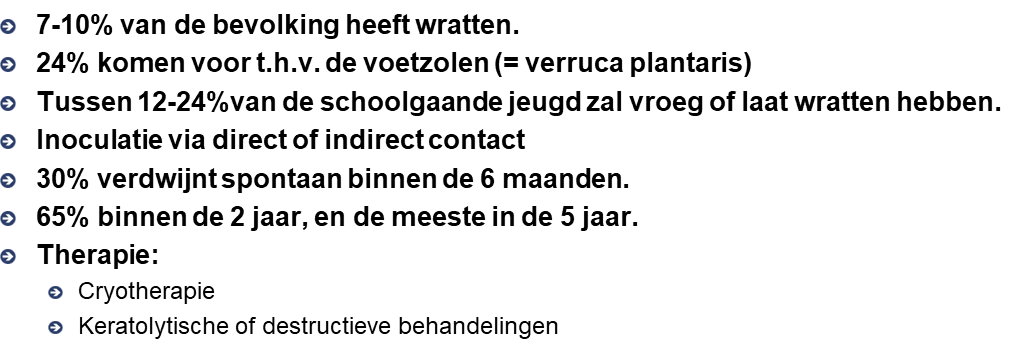 7-10% van de bevolking heeft wratten.
24% komen voor t.h.v. de voetzolen (= verruca plantaris)
Tussen 12-24%van de schoolgaande jeugd zal vroeg of laat wratten hebben.
Inoculatie via direct of indirect contact
30% verdwijnt spontaan binnen de 6 maanden.
65% binnen de 2 jaar, en de meeste in de 5 jaar.
Therapie:
Cryotherapie
Keratolytische of destructieve behandelingen